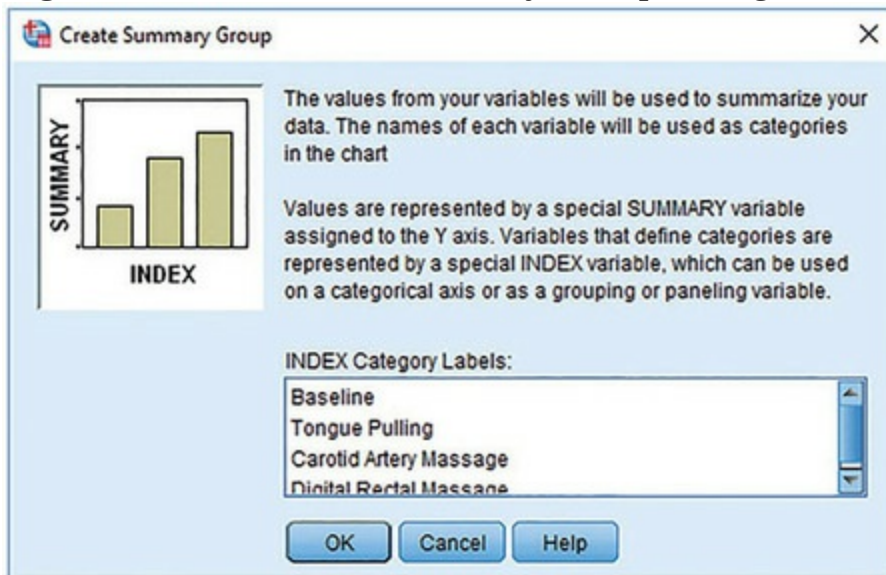 Create Summary Group
The values from your variables will be used to summarize your
data. The names of each variable will be used as categories
in the chart
SUMMARY
INDEX
Values are represented by a special SUMMARY variable
assigned to the Y axis. Variables that define categories are
represented by a special INDEX variable, which can be used
on a categorical axis or as a grouping or paneling variable.
INDEX Category Labels:
Baseline
Tongue Pulling
Carotid Artery Massage
Digital Rectal Massage
OK Cancel Help